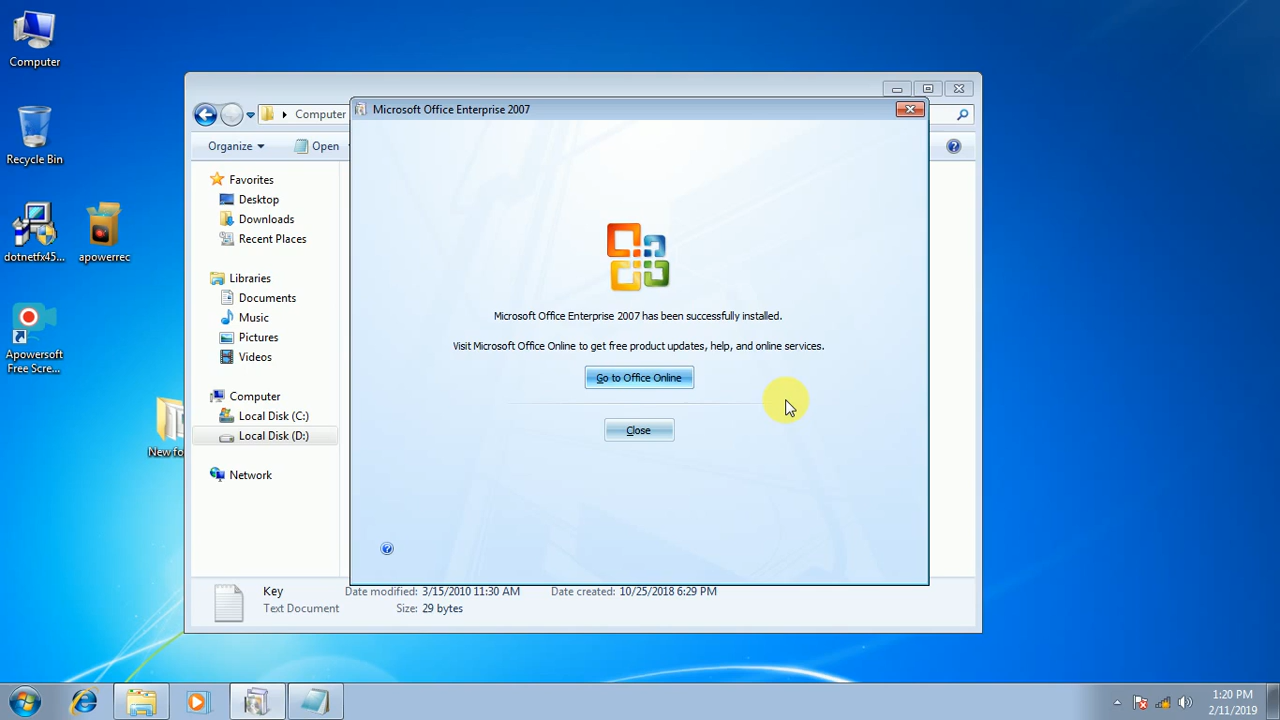 Computer
Recycle Bin
dotnetfx45...
apowerrec
Apowersoft
Free Scre...
New fo
Computer
Organize
Open
Favorites
Desktop
Downloads
Recent Places
Libraries
Documents
Music
Pictures
Videos
Computer
Local Disk (C:)
Local Disk (D:)
Network
Microsoft Office Enterprise 2007
Microsoft Office Enterprise 2007 has been successfully installed.
Visit Microsoft Office Online to get free product updates, help, and online services.
Go to Office Online
Close
Key
Date modified: 3/15/2010 11:30 AM
Date created: 10/25/2018 6:29 PM
Text Document
Size: 29 bytes
1:20 PM
2/11/2019